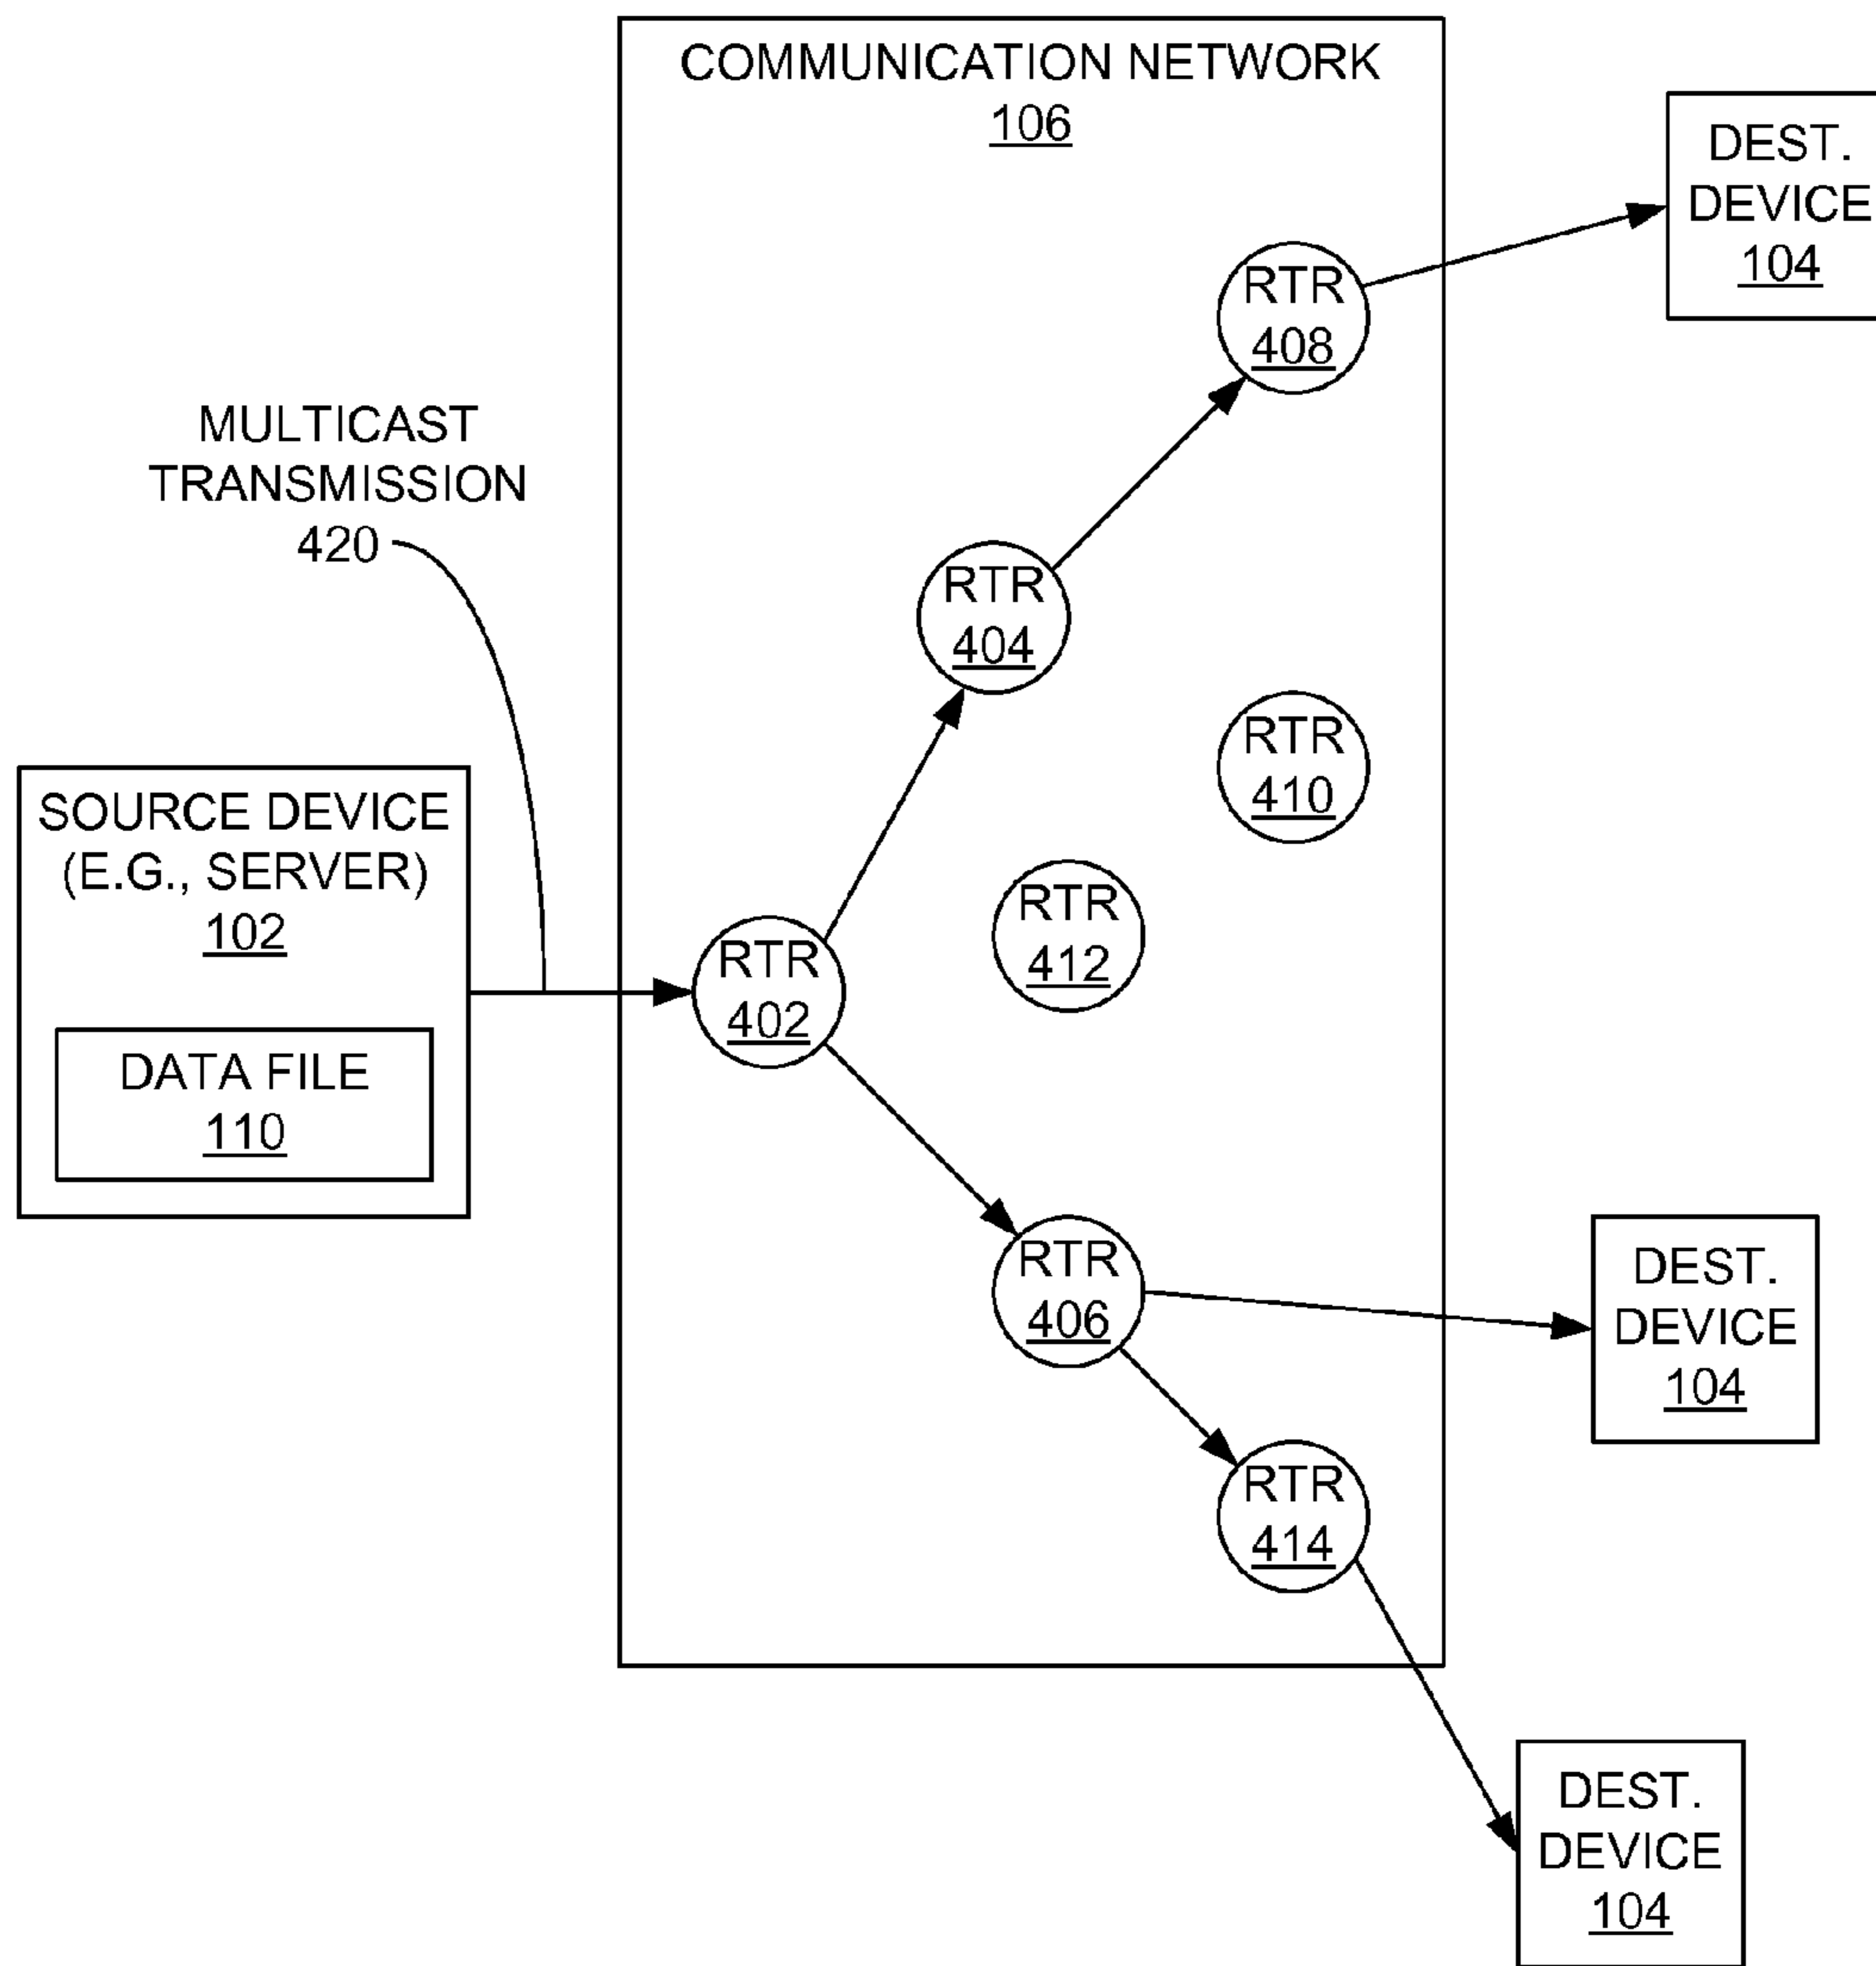 COMMUNICATION NETWORK
106
DEST.
DEVICE
104
RTR
408
MULTICAST
TRANSMISSION
420
RTR
404
RTR
410
SOURCE DEVICE
(E.G., SERVER)
102
DATA FILE
110
RTR
412
RTR
402
RTR
406
DEST.
DEVICE
104
RTR
414
DEST.
DEVICE
104